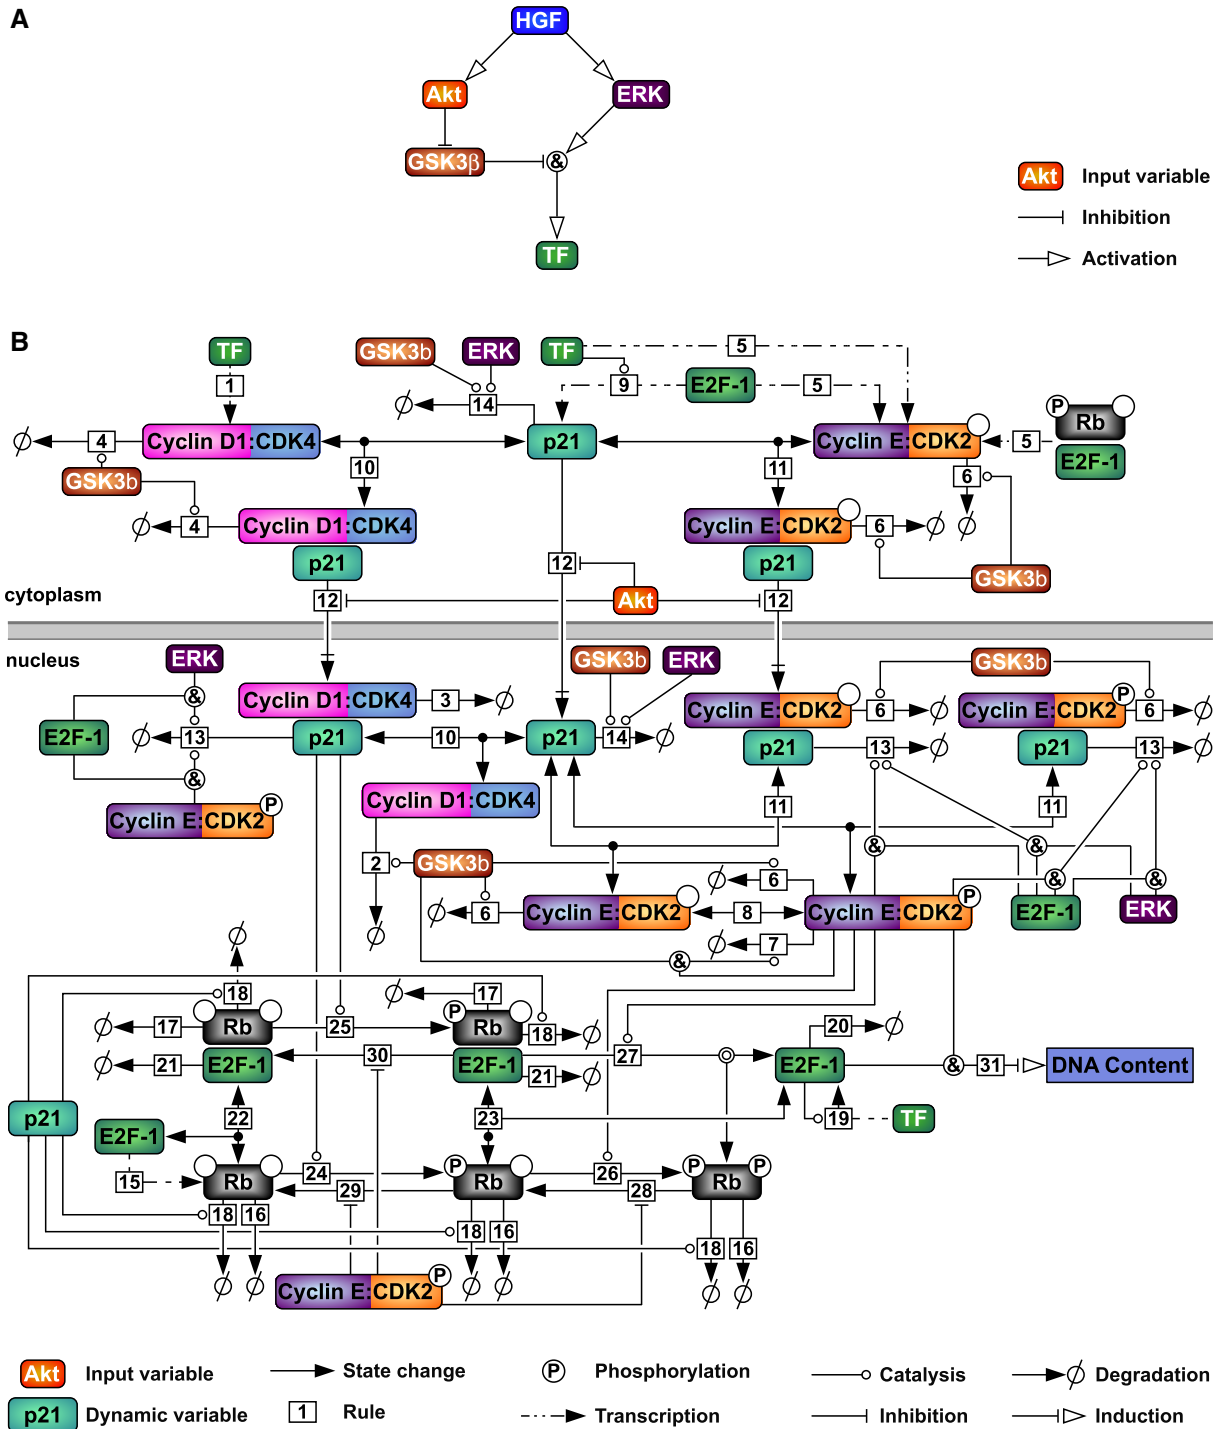 A
HGF
Akt
ERK
GSK3β
&
TF
Akt Input variable
Inhibition
Activation
B
TF
GSK3b
ERK
TF
5
1
9
E2F-1
5
14
P
Rb
4
Cyclin D1:CDK4
p21
Cyclin E:CDK2
5
E2F-1
GSK3b
10
11
6
4
Cyclin D1:CDK4
Cyclin E:CDK2
6
p21
12
p21
GSK3b
cytoplasm
12
Akt
12
nucleus
ERK
GSK3b
ERK
GSK3b
&
Cyclin D1:CDK4
3
Cyclin E:CDK2
6
Cyclin E:CDK2
P
6
E2F-1
13
p21
10
p21
14
p21
13
p21
13
&
Cyclin E:CDK2
P
Cyclin D1:CDK4
11
11
2
GSK3b
&
&
6
&
&
6
Cyclin E:CDK2
8
Cyclin E:CDK2
P
E2F-1
ERK
7
&
18
17
P
17
Rb
25
Rb
18
20
21
E2F-1
30
E2F-1
21
27
E2F-1
&
31
DNA Content
p21
22
23
19
TF
E2F-1
15
Rb
24
P
Rb
26
P
P
Rb
29
28
18
16
18
16
18
16
Cyclin E:CDK2
P
Akt Input variable
State change
P Phosphorylation
Catalysis
Degradation
p21 Dynamic variable
1 Rule
Transcription
Inhibition
Induction